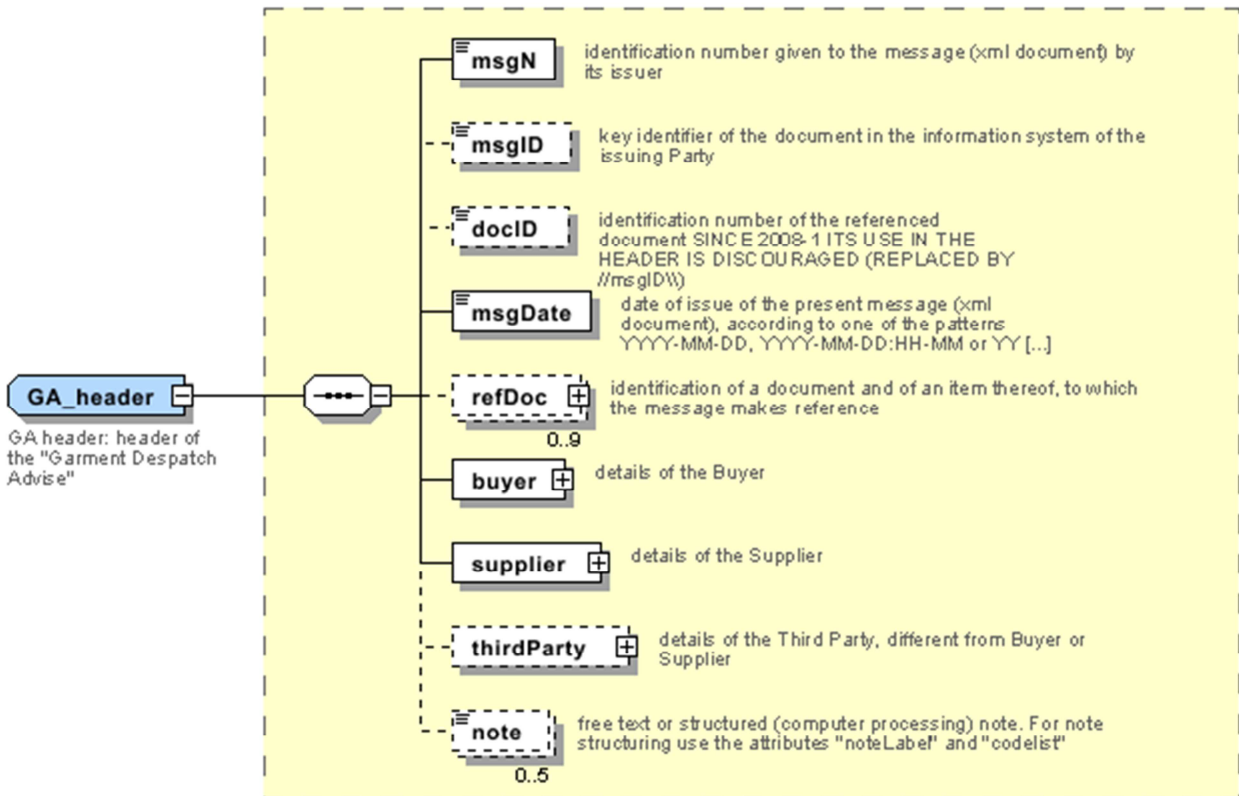 msgN
identification number given to the message (xml document) by
its issuer
msgID
key identifier of the document in the information system of the
issuing Party
docID
identification number of the referenced
document SINCE 2008-1 ITS USE IN THE
HEADER IS DISCOURAGED (REPLACED BY
//msgID\\)
msgDate
date of issue of the present message (xml
document), according to one of the patterns
YYYY-MM-DD, YYYY-MM-DD:HH-MM or YY [...]
GA_header
GA header: header of
the "Garment Despatch
Advise"
refDoc
identification of a document and of an item thereof, to which
the message makes reference
0..9
buyer
details of the Buyer
supplier
details of the Supplier
thirdParty
details of the Third Party, different from Buyer or
Supplier
note
free text or structured (computer processing) note. For note
structuring use the attributes "noteLabel" and "codelist"
0..5